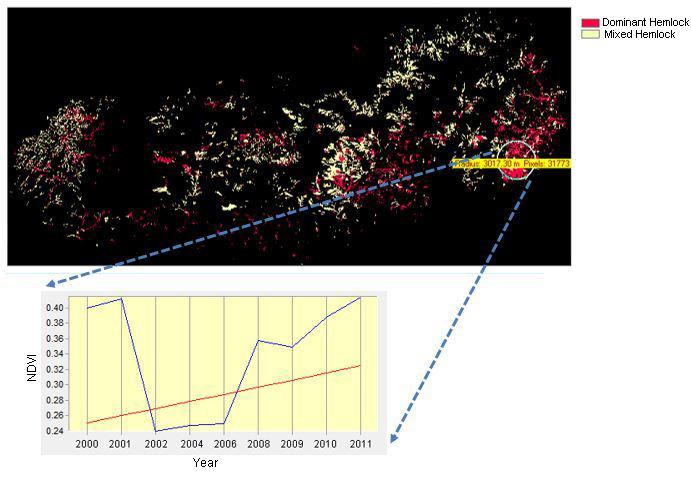 Dominant Hemlock
Mixed Hemlock
Radius: 3017,30 m Pixels: 31773
0.40
0.38
0.36
0.34
0.32
0.30
0.28
0.26
0.24
NDVI
2000 2001 2002 2004 2006 2008 2009 2010 2011
Year